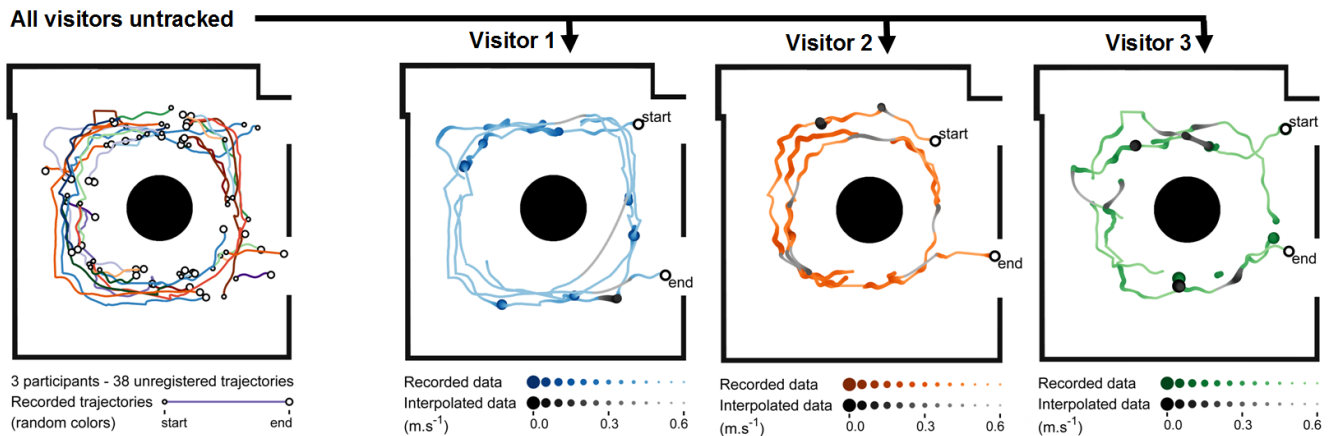 All visitors untracked
Visitor 1
Visitor 2
Visitor 3
start
end
start
end
start
end
3 participants - 38 unregistered trajectories
Recorded trajectories
(random colors)
start
end
Recorded data
Interpolated data
(m.s⁻¹)
0.0
0.3
0.6
Recorded data
Interpolated data
(m.s⁻¹)
0.0
0.3
0.6
Recorded data
Interpolated data
(m.s⁻¹)
0.0
0.3
0.6